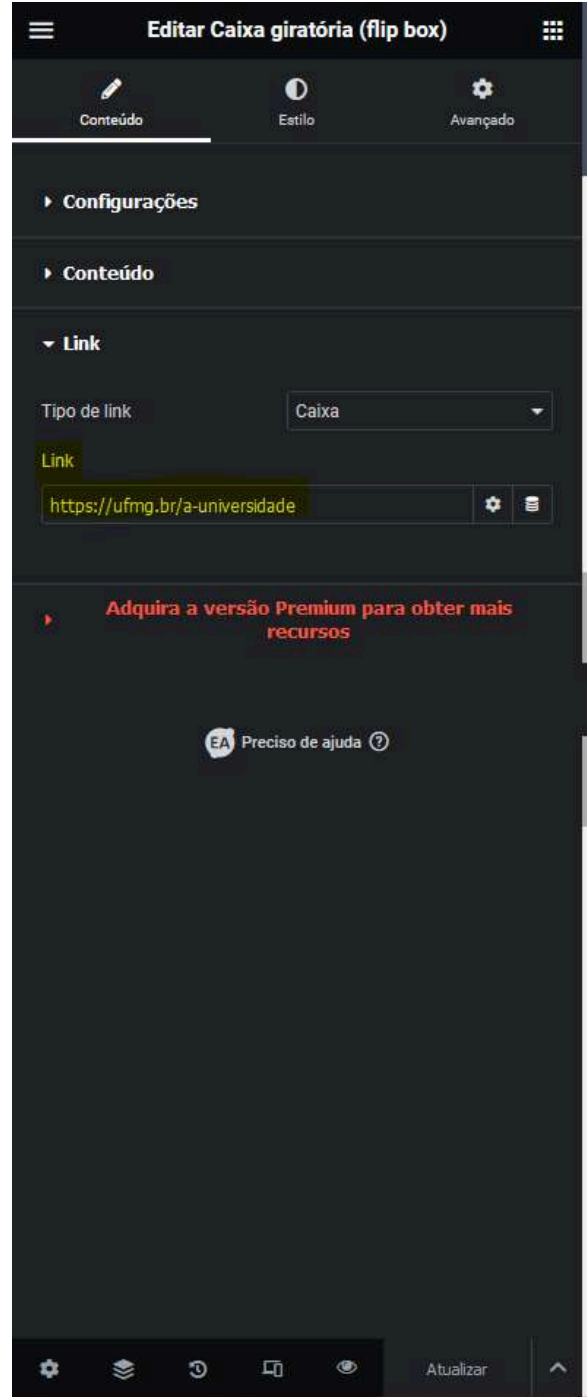 Editar Caixa giratória (flip box)
Conteúdo
Estilo
Avançado
Configurações
Conteúdo
Link
Tipo de link
Caixa
Link
https://ufmg.br/a-universidade
Adquira a versão Premium para obter mais
recursos
EA Preciso de ajuda ?
Atualizar